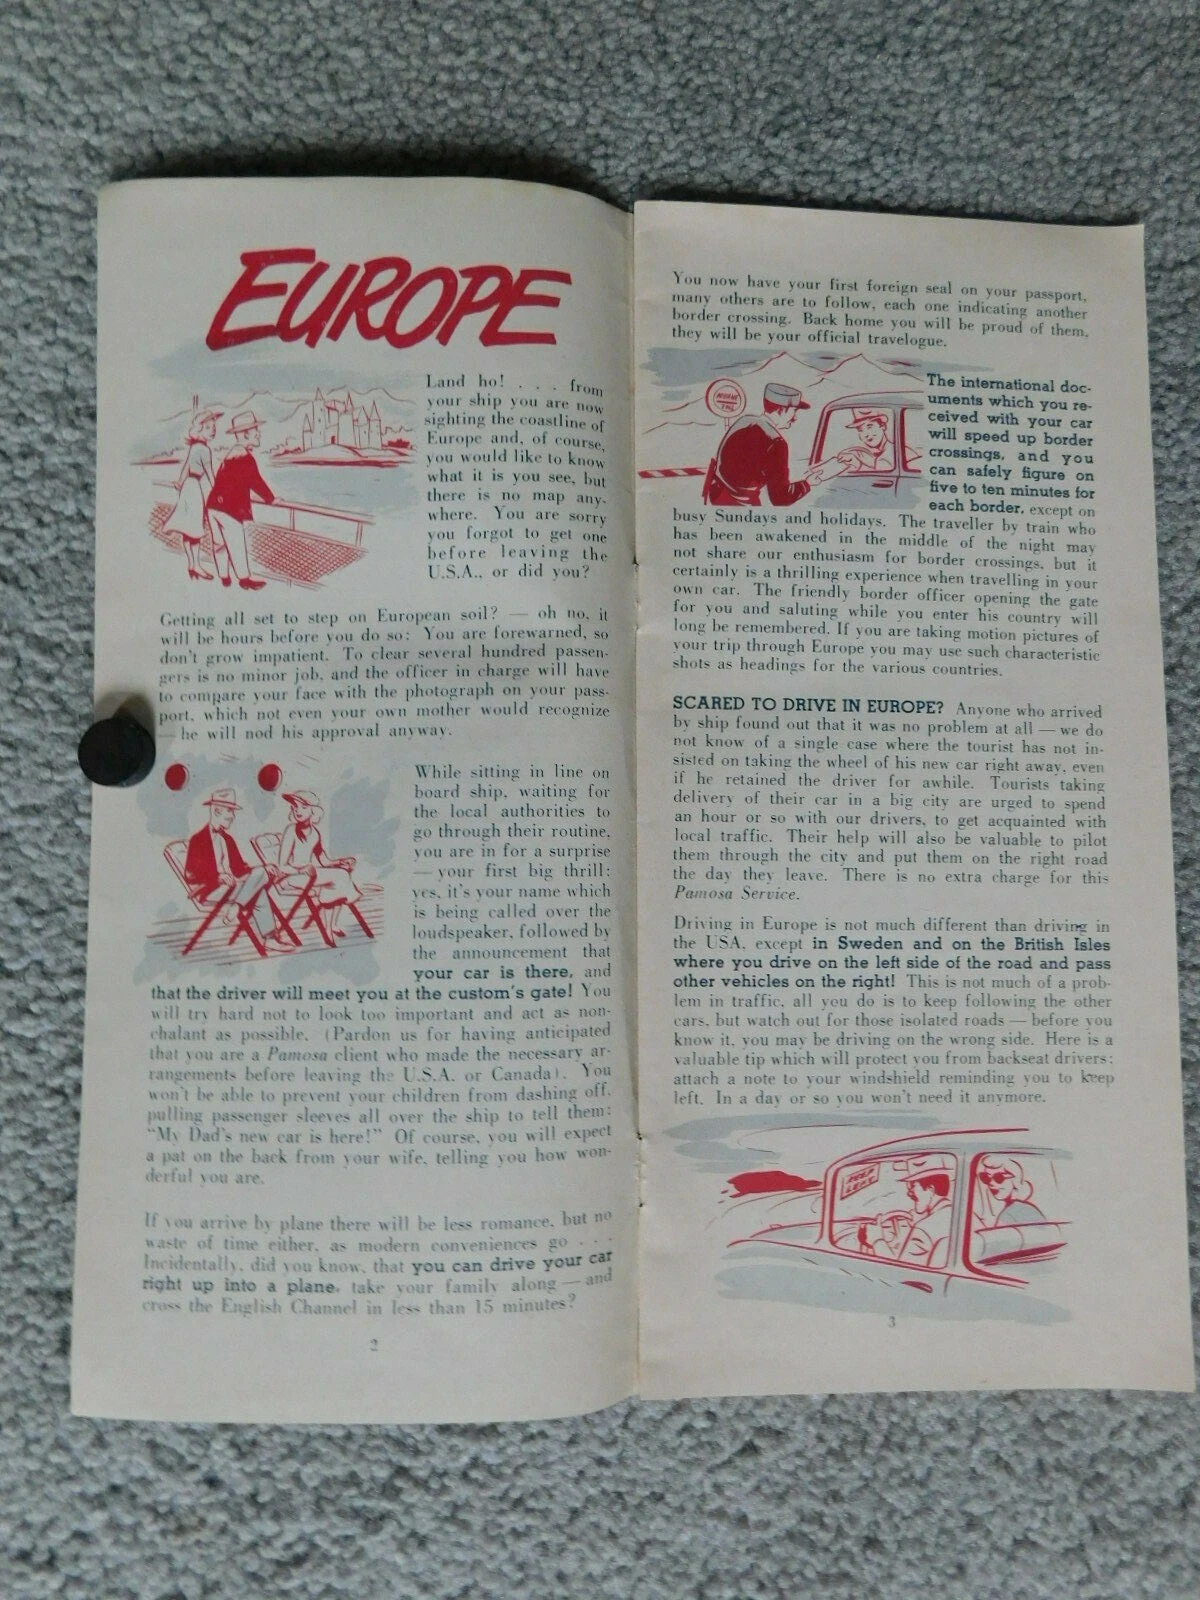 EUROPE
Land ho! . . . from
your ship you are now
sighting the coastline of
Europe and, of course,
you would like to know
what it is you see, but
there is no map any-
where. You are sorry
you forgot to get one
before leaving the
U.S.A., or did you?
Getting all set to step on European soil? — oh no, it
will be hours before you do so: You are forewarned, so
don't grow impatient. To clear several hundred passen-
gers is no minor job, and the officer in charge will have
to compare your face with the photograph on your pass-
port, which not even your own mother would recognize
— he will nod his approval anyway.
While sitting in line on
board ship, waiting for
the local authorities to
go through their routine,
you are in for a surprise
— your first big thrill:
yes, it's your name which
is being called over the
loudspeaker, followed by
the announcement that
your car is there, and
that the driver will meet you at the custom's gate! You
will try hard not to look too important and act as non-
chalant as possible. (Pardon us for having anticipated
that you are a Pamosa client who made the necessary ar-
rangements before leaving the U.S.A. or Canada). You
won't be able to prevent your children from dashing off,
pulling passenger sleeves all over the ship to tell them:
"My Dad's new car is here!" Of course, you will expect
a pat on the back from your wife, telling you how won-
derful you are.
If you arrive by plane there will be less romance, but no
waste of time either, as modern conveniences go . . .
Incidentally, did you know, that you can drive your car
right up into a plane, take your family along — and
cross the English Channel in less than 15 minutes?
2
You now have your first foreign seal on your passport,
many others are to follow, each one indicating another
border crossing. Back home you will be proud of them,
they will be your official travelogue.
The international doc-
uments which you re-
ceived with your car
will speed up border
crossings, and you
can safely figure on
five to ten minutes for
each border, except on
busy Sundays and holidays. The traveller by train who
has been awakened in the middle of the night may
not share our enthusiasm for border crossings, but it
certainly is a thrilling experience when travelling in your
own car. The friendly border officer opening the gate
for you and saluting while you enter his country will
long be remembered. If you are taking motion pictures of
your trip through Europe you may use such characteristic
shots as headings for the various countries.
SCARED TO DRIVE IN EUROPE? Anyone who arrived
by ship found out that it was no problem at all — we do
not know of a single case where the tourist has not in-
sisted on taking the wheel of his new car right away, even
if he retained the driver for awhile. Tourists taking
delivery of their car in a big city are urged to spend
an hour or so with our drivers, to get acquainted with
local traffic. Their help will also be valuable to pilot
them through the city and put them on the right road
the day they leave. There is no extra charge for this
Pamosa Service.
Driving in Europe is not much different than driving in
the USA, except in Sweden and on the British Isles
where you drive on the left side of the road and pass
other vehicles on the right! This is not much of a prob-
lem in traffic, all you do is to keep following the other
cars, but watch out for those isolated roads — before you
know it, you may be driving on the wrong side. Here is a
valuable tip which will protect you from backseat drivers:
attach a note to your windshield reminding you to keep
left. In a day or so you won't need it anymore.
KEEP
LEFT
3